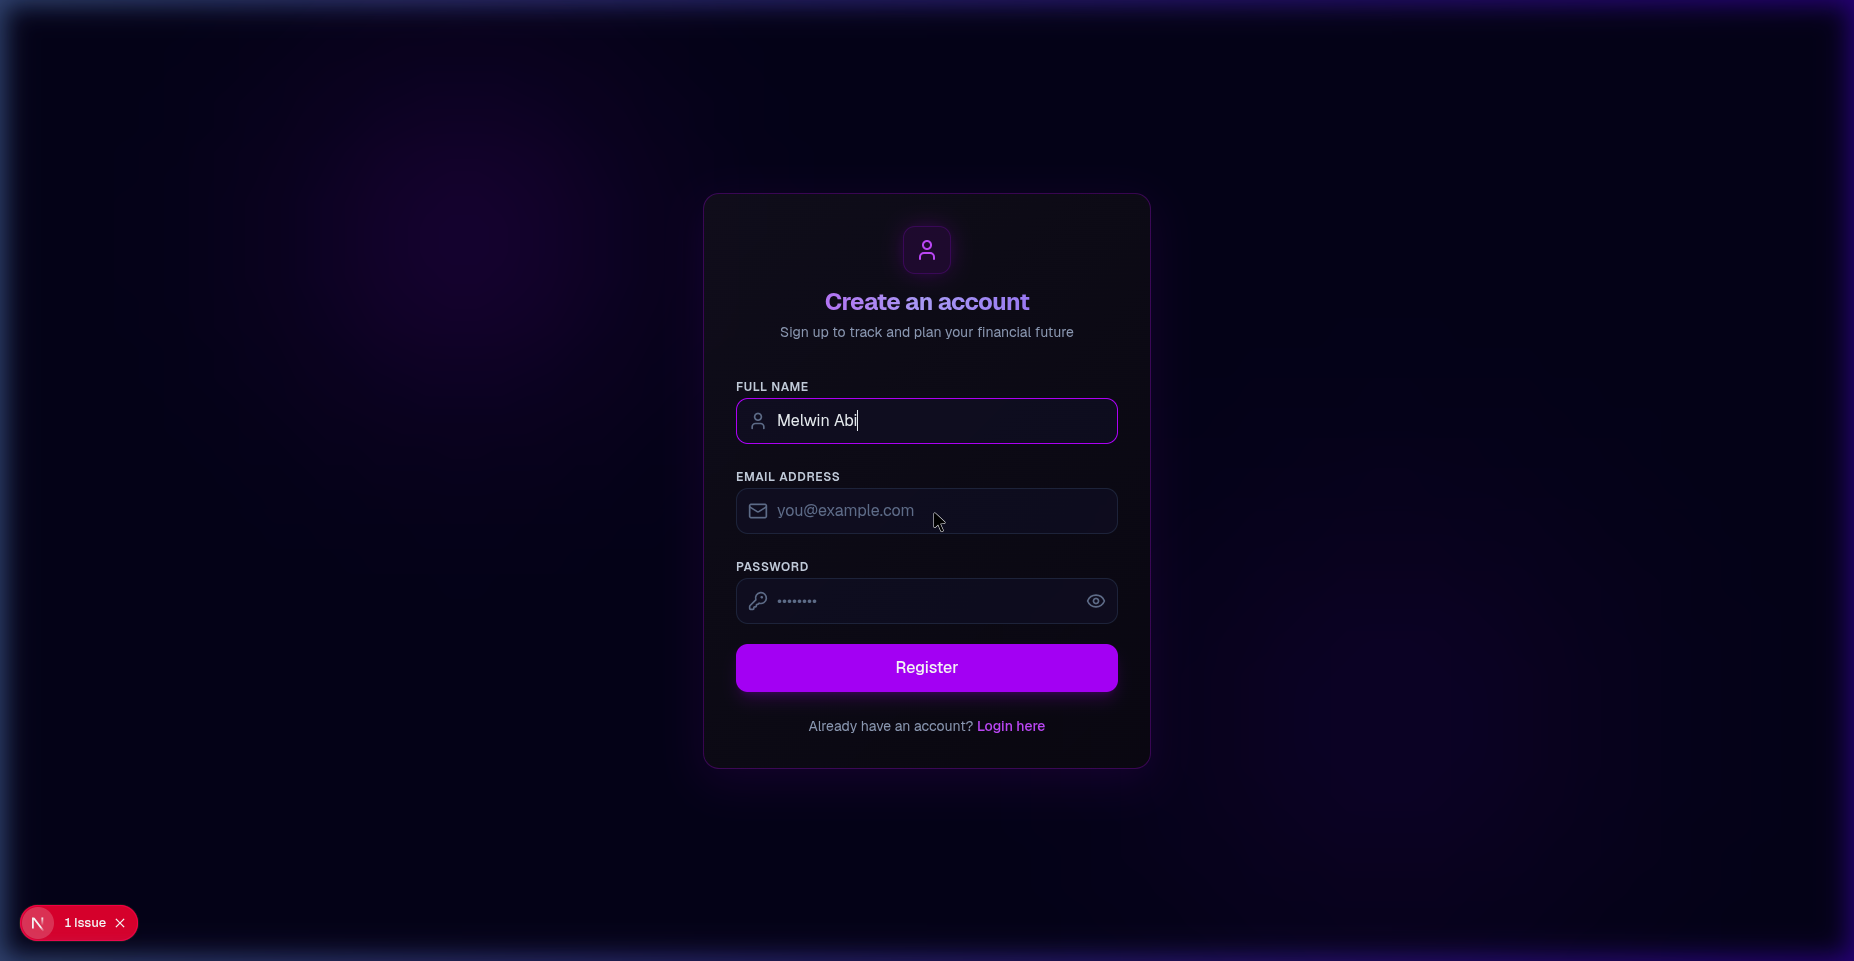 Create an account
Sign up to track and plan your financial future
FULL NAME
Melwin Abi
EMAIL ADDRESS
you@example.com
PASSWORD
••••••••
Register
Already have an account? Login here
N 1 Issue